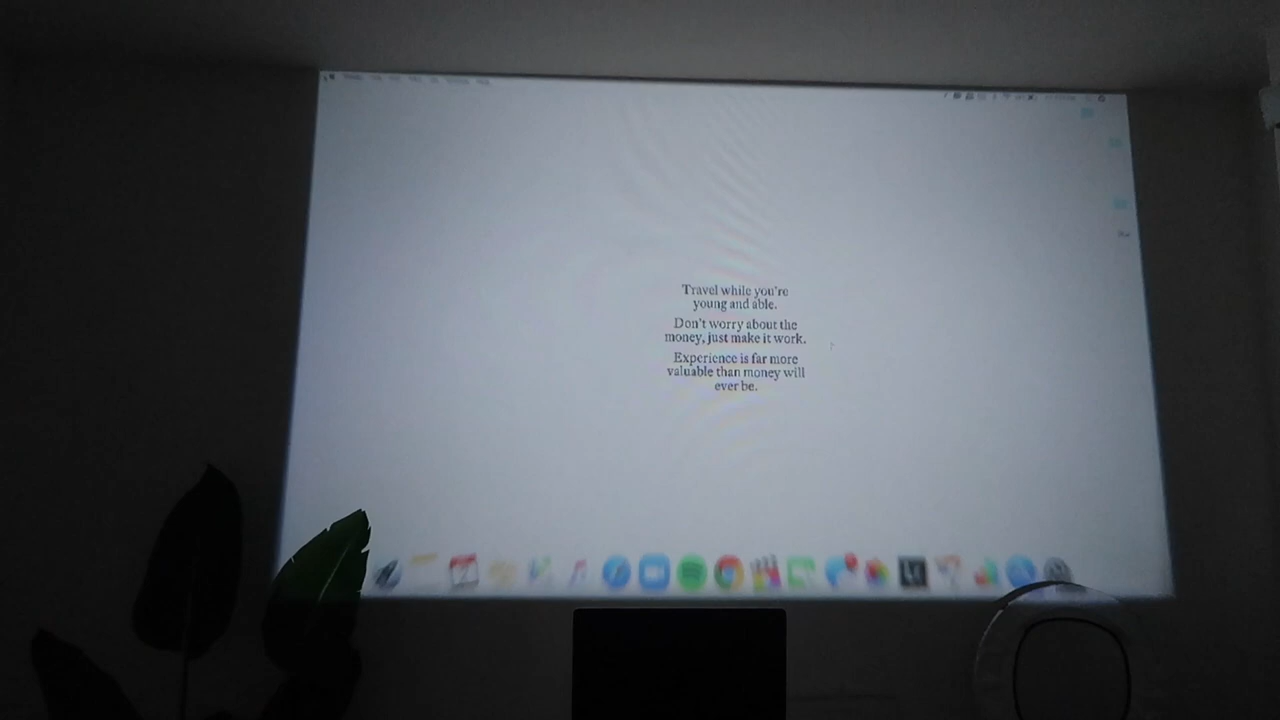 Travel while you're
young and able.
Don't worry about the
money, just make it work.
Experience is far more
valuable than money will
ever be.